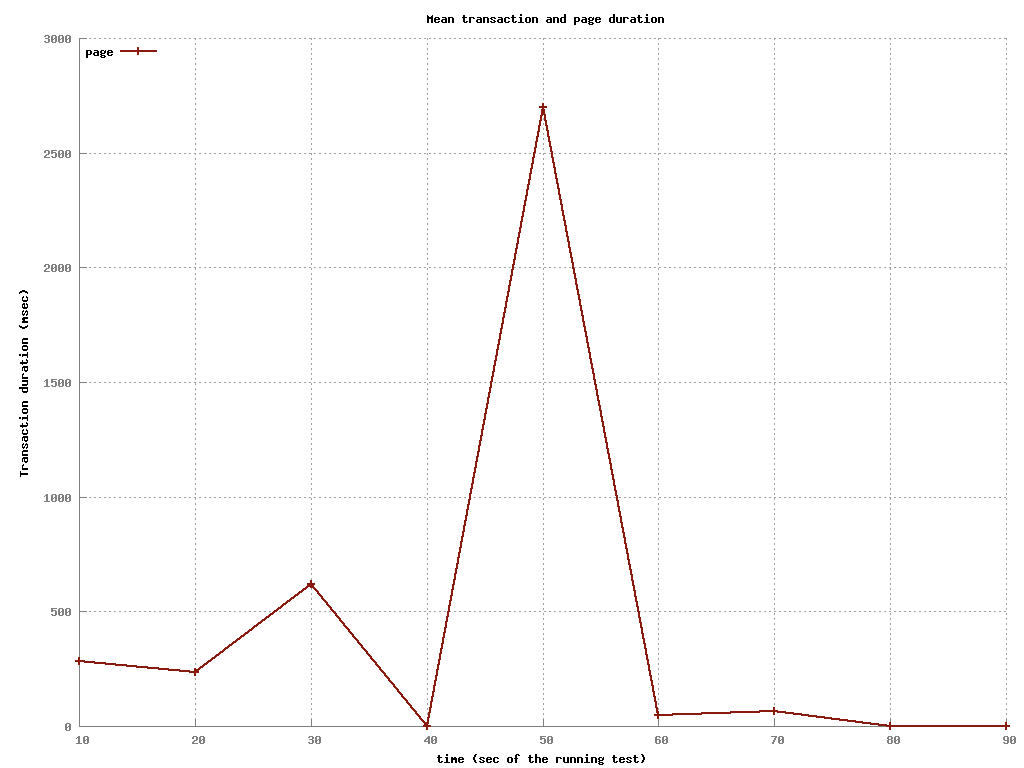 Mean transaction and page duration
3000
page
2500
2000
Transaction duration (msec)
1500
1000
500
0
10 20 30 40 50 60 70 80 90
time (sec of the running test)